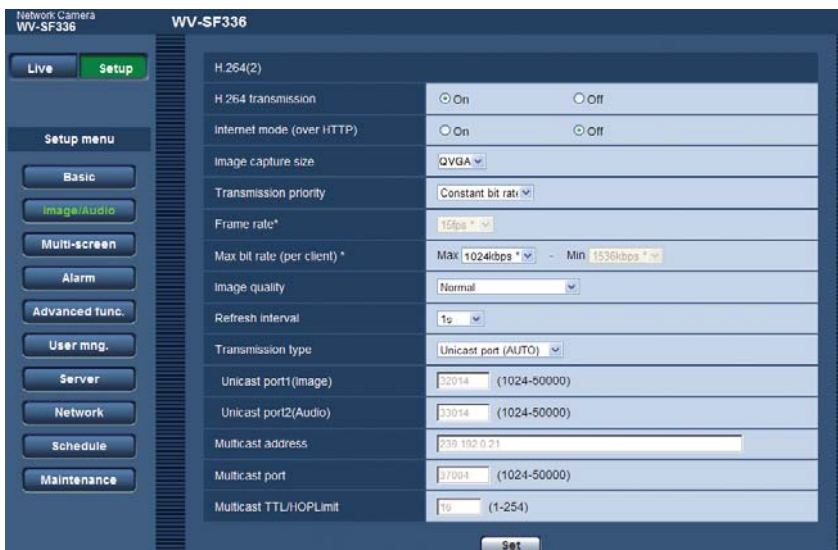 Network Camera
WV-SF336
WV-SF336
Live
Setup
Setup menu
Basic
Image/Audio
Multi-screen
Alarm
Advanced func.
User mng.
Server
Network
Schedule
Maintenance
H.264(2)
H.264 transmission On Off
Internet mode (over HTTP) On Off
Image capture size QVGA
Transmission priority Constant bit rate
Frame rate* 15fps *
Max bit rate (per client) * Max 1024kbps * - Min 1536kbps *
Image quality Normal
Refresh interval 1s
Transmission type Unicast port (AUTO)
Unicast port1(Image) 32014 (1024-50000)
Unicast port2(Audio) 33014 (1024-50000)
Multicast address 239.192.0.21
Multicast port 37004 (1024-50000)
Multicast TTL/HOPLimit 16 (1-254)
Set